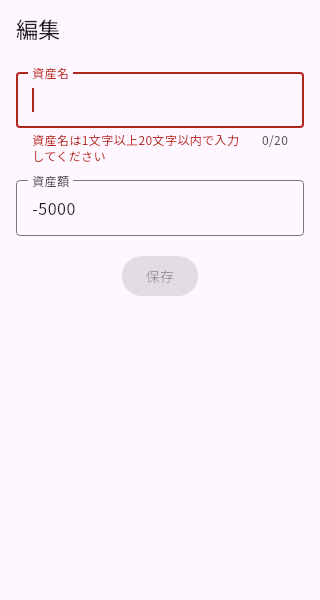 編集
資産名
資産名は1文字以上20文字以内で入力
してください
0/20
資産額
-5000
保存